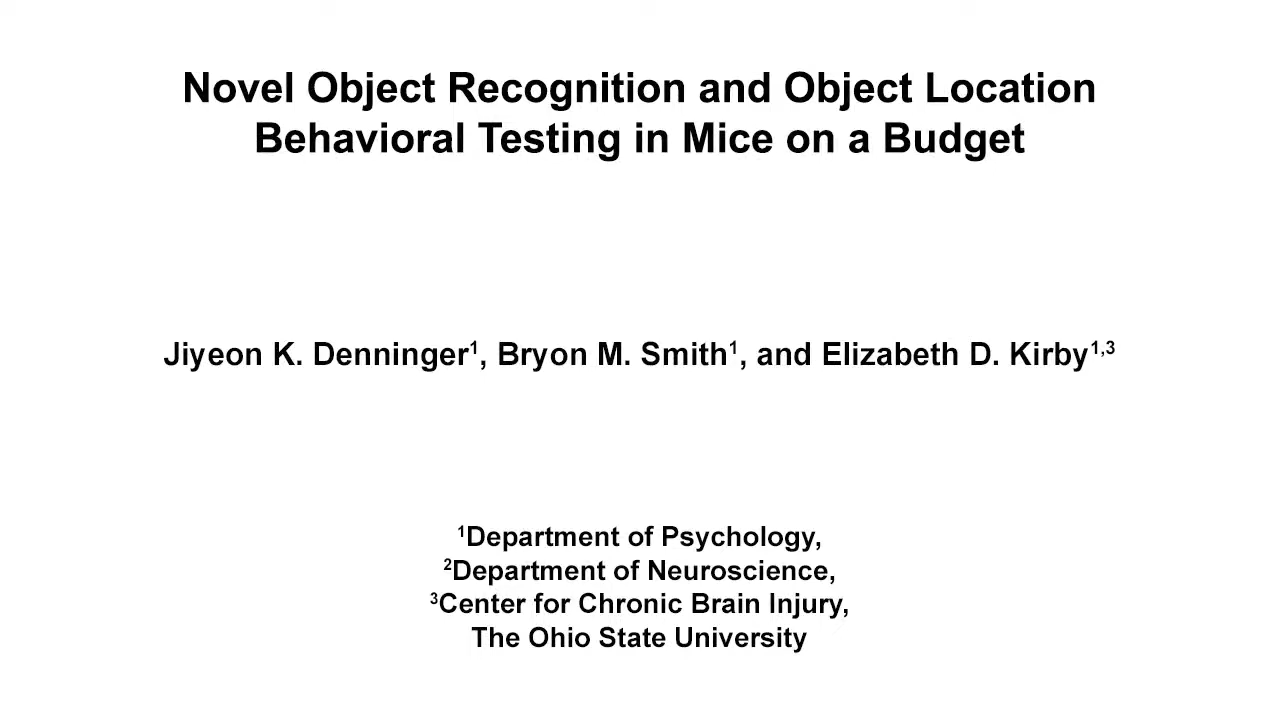 Novel Object Recognition and Object Location
Behavioral Testing in Mice on a Budget
Jiyeon K. Denninger¹, Bryon M. Smith¹, and Elizabeth D. Kirby¹,³
¹Department of Psychology,
²Department of Neuroscience,
³Center for Chronic Brain Injury,
The Ohio State University